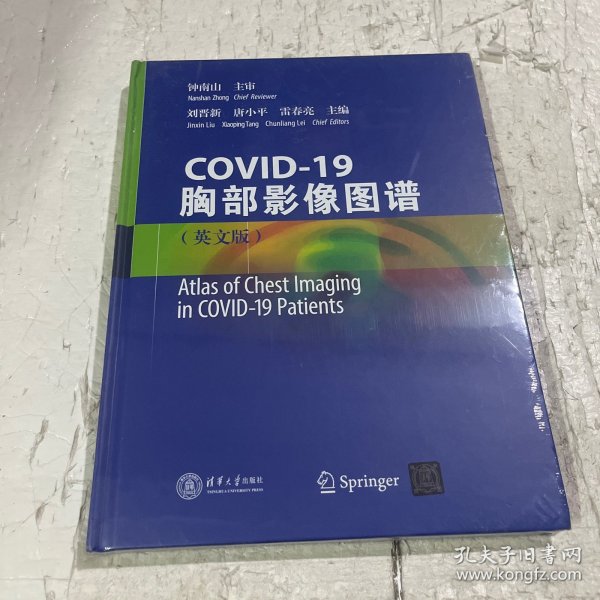 钟南山 主审
Nanshan Zhong Chief Reviewer
刘晋新 唐小平 雷春亮 主编
Jinxin Liu Xiaoping Tang Chunliang Lei Chief Editors
COVID-19
胸部影像图谱
（英文版）
Atlas of Chest Imaging
in COVID-19 Patients
清华大学出版社
TSINGHUA UNIVERSITY PRESS
Springer
孔夫子旧书网
www.kongfz.com